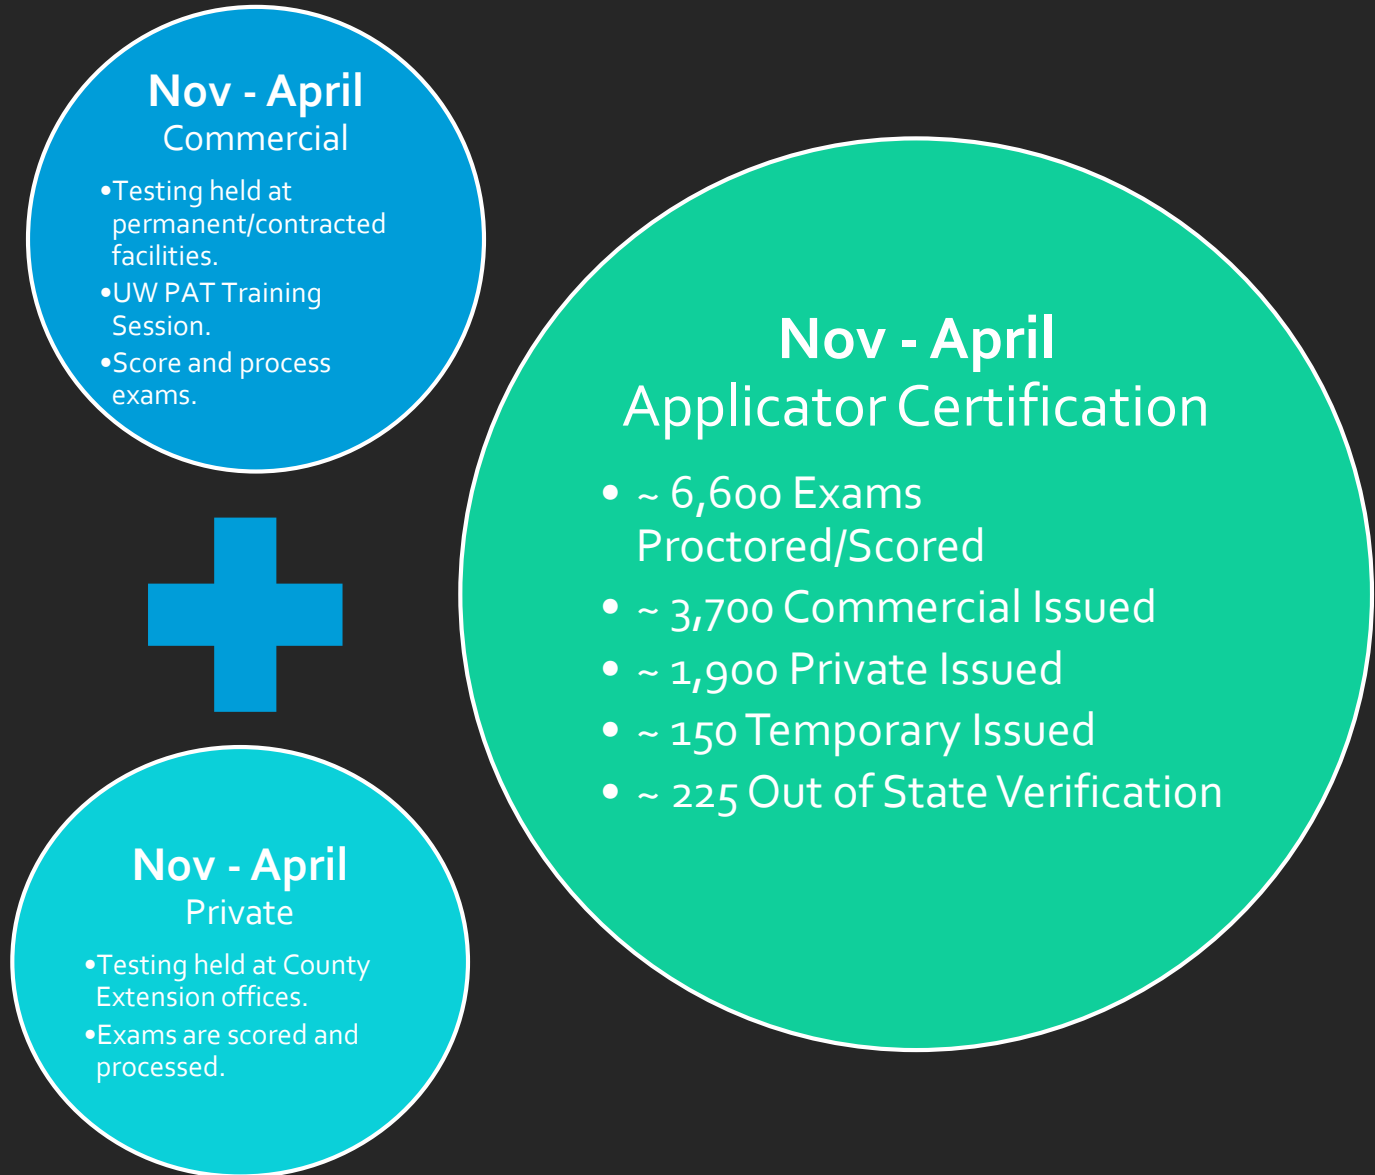 Nov - April
Commercial
•Testing held at
permanent/contracted
facilities.
•UW PAT Training
Session.
•Score and process
exams.
Nov - April
Private
•Testing held at County
Extension offices.
•Exams are scored and
processed.
Nov - April
Applicator Certification
• ~ 6,600 Exams
Proctored/Scored
• ~ 3,700 Commercial Issued
• ~ 1,900 Private Issued
• ~ 150 Temporary Issued
• ~ 225 Out of State Verification